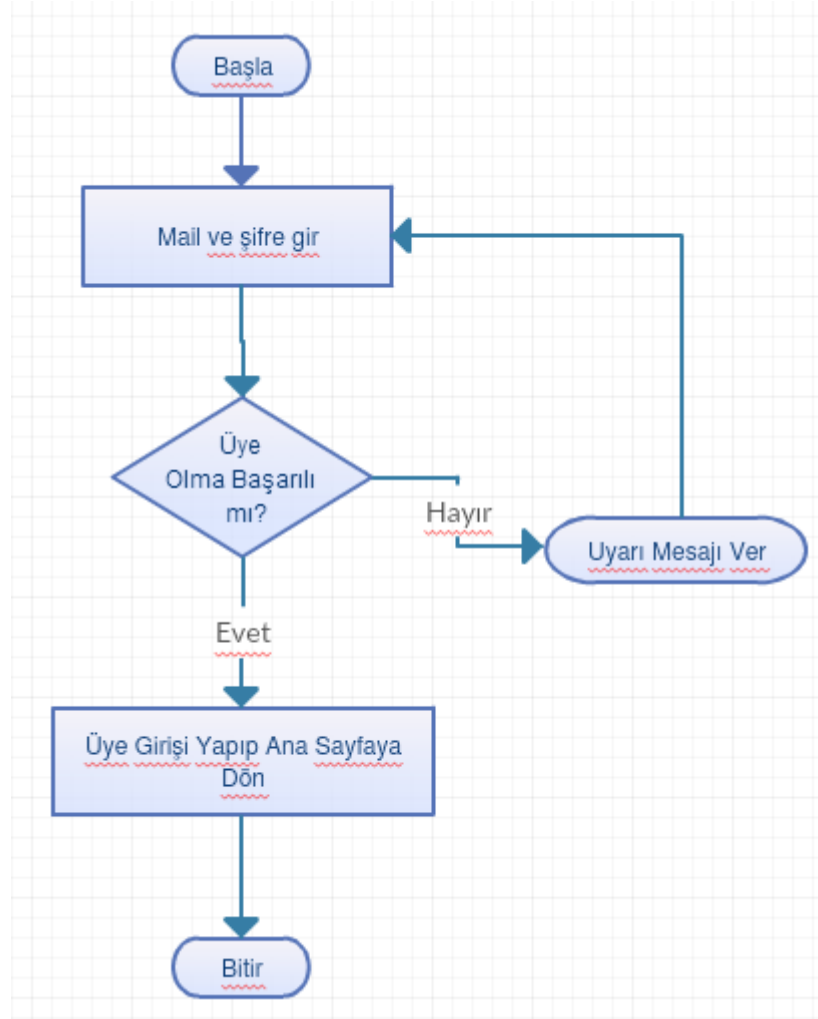 Başla
Mail ve şifre gir
Üye
Olma Başarılı
mı?
Hayır
Uyarı Mesajı Ver
Evet
Üye Girişi Yapıp Ana Sayfaya
Dön
Bitir